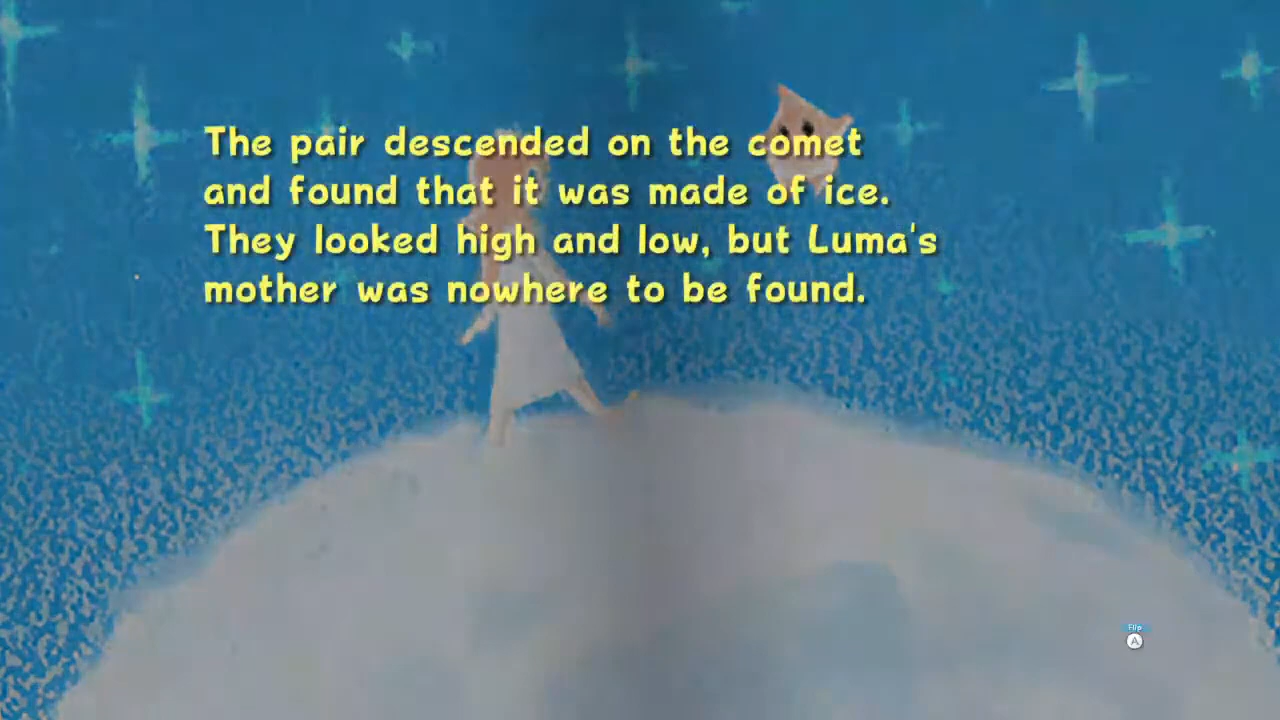 The pair descended on the comet
and found that it was made of ice.
They looked high and low, but Luma's
mother was nowhere to be found.
Flip
A